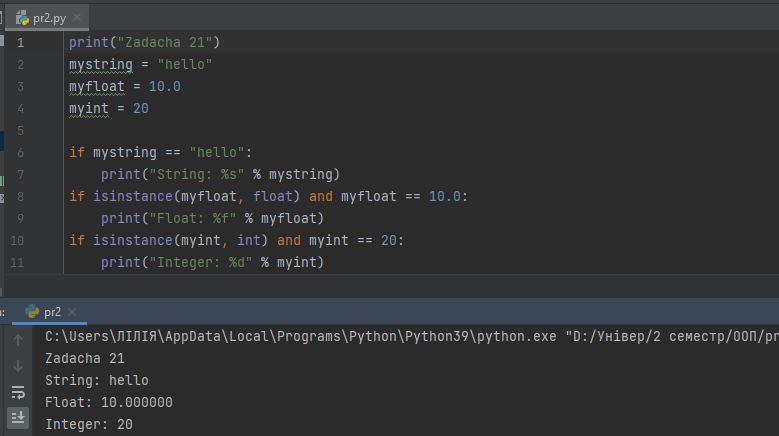 pr2.py
1 print("Zadacha 21")
2 mystring = "hello"
3 myfloat = 10.0
4 myint = 20
5
6 if mystring == "hello":
7     print("String: %s" % mystring)
8 if isinstance(myfloat, float) and myfloat == 10.0:
9     print("Float: %f" % myfloat)
10 if isinstance(myint, int) and myint == 20:
11     print("Integer: %d" % myint)
pr2
C:\Users\ЛІЛІЯ\AppData\Local\Programs\Python\Python39\python.exe "D:/Універ/2 семестр/ООП/pr
Zadacha 21
String: hello
Float: 10.000000
Integer: 20